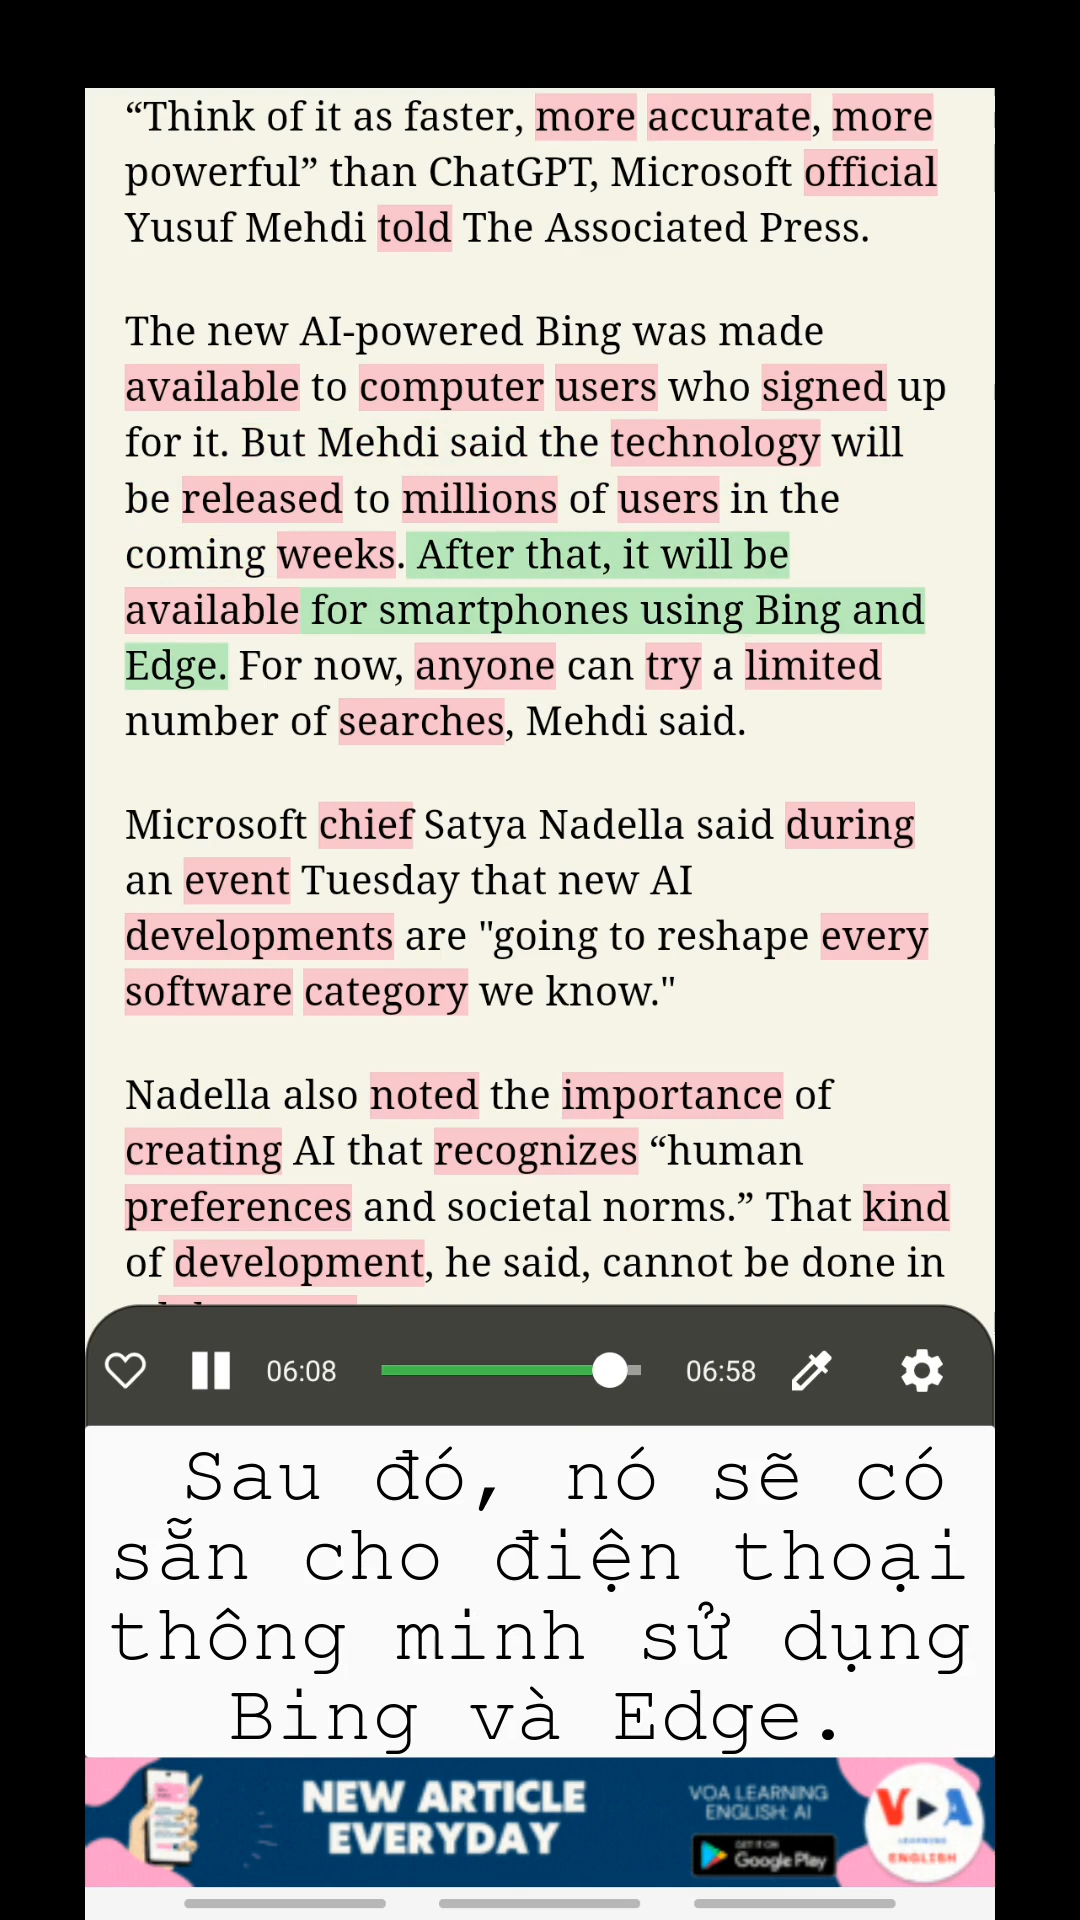 “Think of it as faster, more accurate, more
powerful” than ChatGPT, Microsoft official
Yusuf Mehdi told The Associated Press.
The new AI-powered Bing was made
available to computer users who signed up
for it. But Mehdi said the technology will
be released to millions of users in the
coming weeks. After that, it will be
available for smartphones using Bing and
Edge. For now, anyone can try a limited
number of searches, Mehdi said.
Microsoft chief Satya Nadella said during
an event Tuesday that new AI
developments are "going to reshape every
software category we know."
Nadella also noted the importance of
creating AI that recognizes “human
preferences and societal norms.” That kind
of development, he said, cannot be done in
06:08
06:58
Sau đó, nó sẽ có
sẵn cho điện thoại
thông minh sử dụng
Bing và Edge.
NEW ARTICLE
EVERYDAY
VOA LEARNING
ENGLISH: AI
GET IT ON
Google Play
VOA
LEARNING
ENGLISH